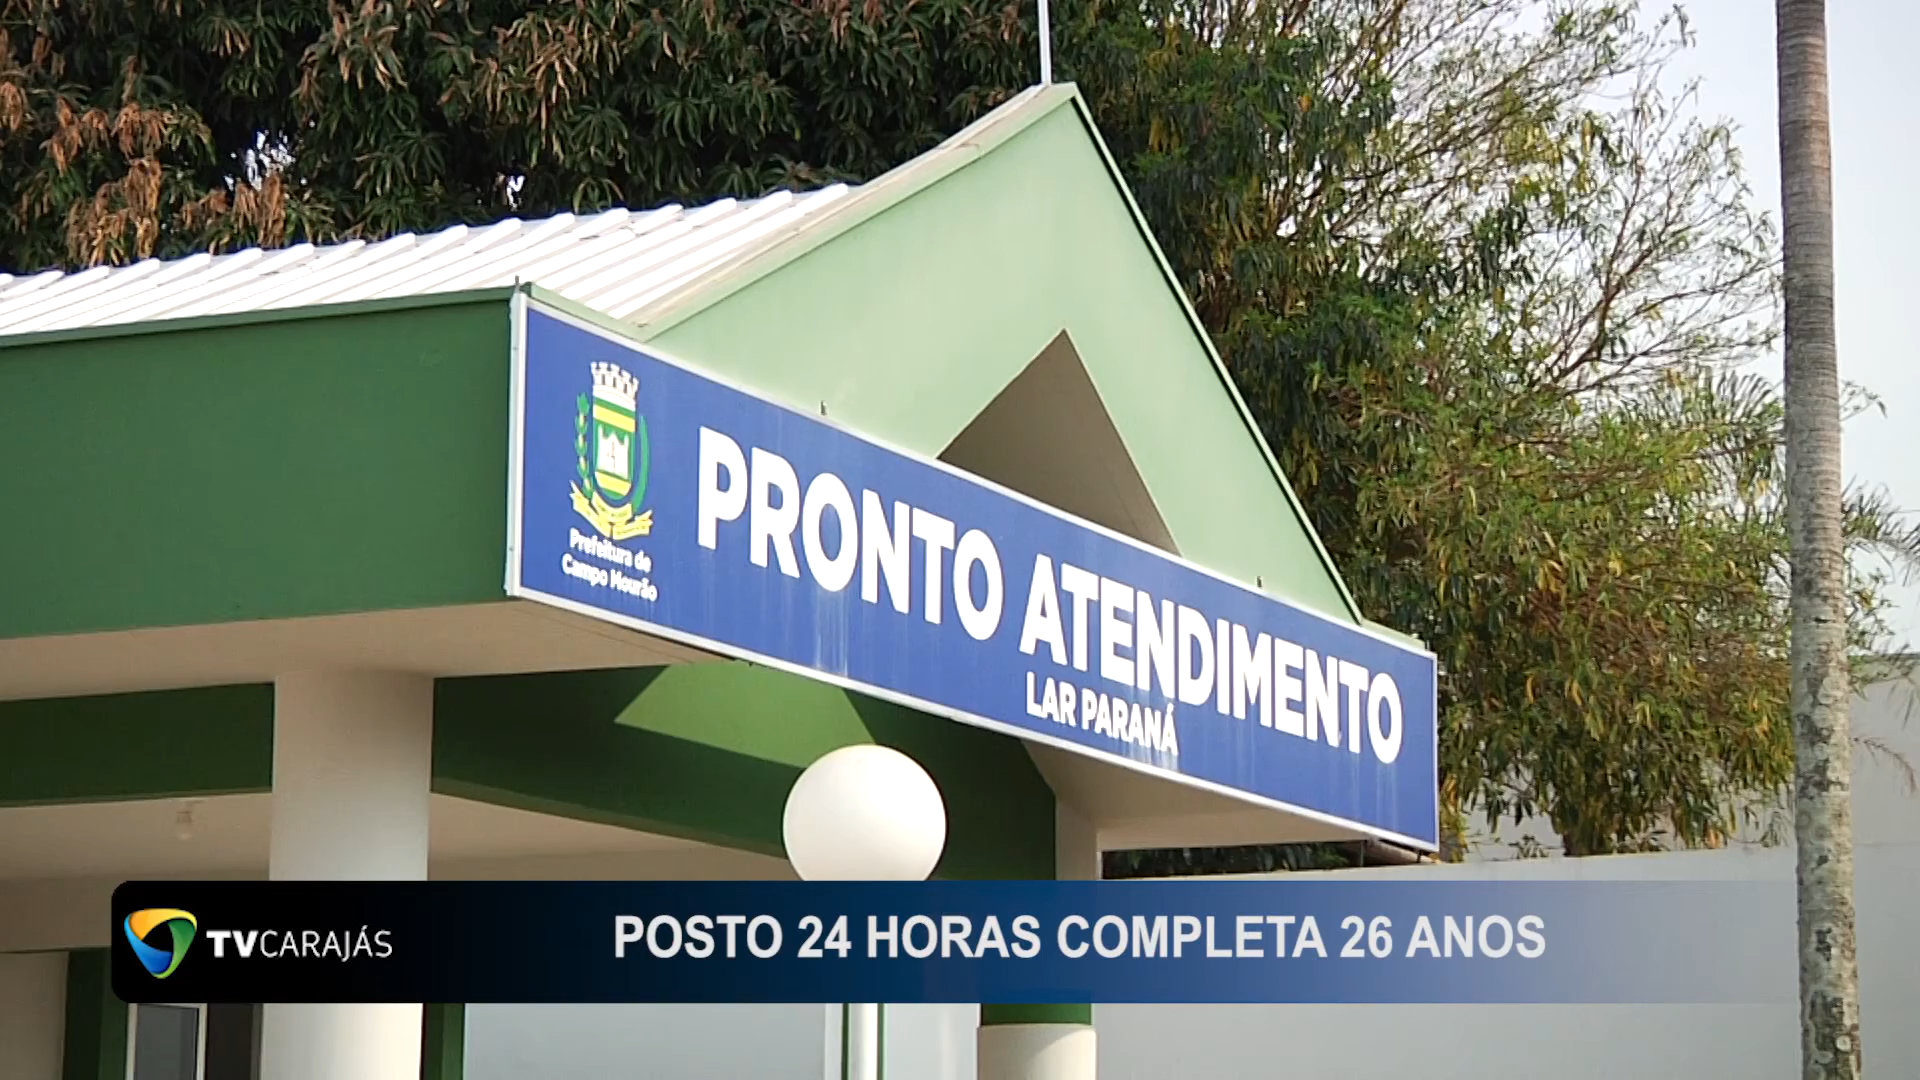 Prefeitura de
Campo Mourão
PRONTO ATENDIMENTO
LAR PARANÁ
TVCARAJÁS
POSTO 24 HORAS COMPLETA 26 ANOS